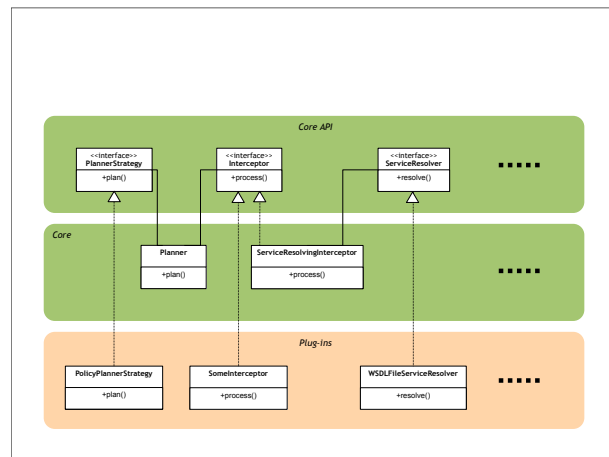 Core API
<<interface>>
PlannerStrategy
+plan()
<<interface>>
Interceptor
+process()
<<interface>>
ServiceResolver
+resolve()
Core
Planner
+plan()
ServiceResolvingInterceptor
+process()
Plug-ins
PolicyPlannerStrategy
+plan()
SomeInterceptor
+process()
WSDLFileServiceResolver
+resolve()